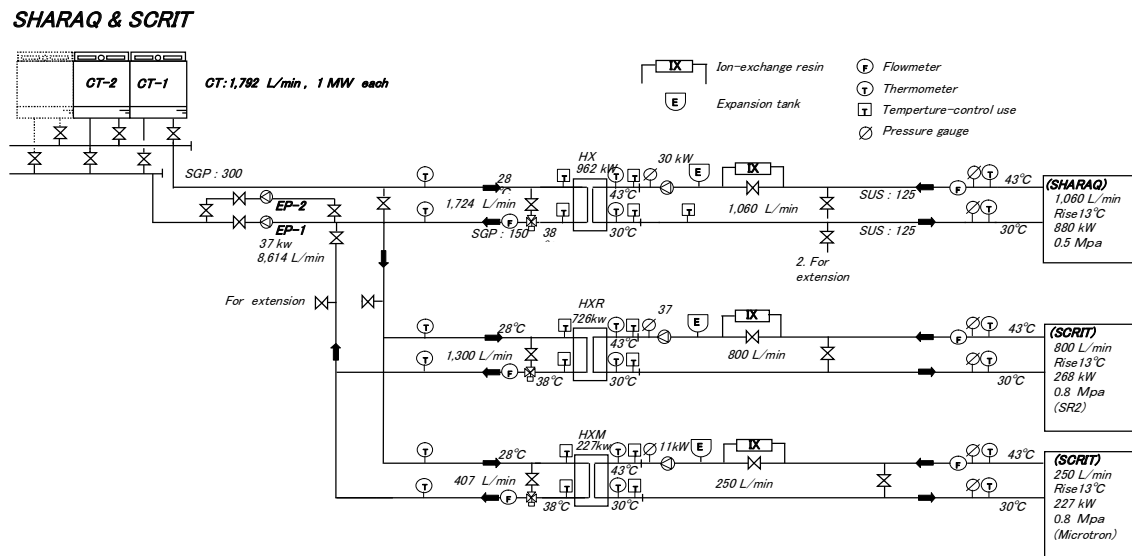 SHARAQ & SCRIT
CT-2
CT-1
CT:1,792 L/min, 1 MW each
IX
Ion-exchange resin
E
Expansion tank
F
Flowmeter
T
Thermometer
T
Temperture-control use
Pressure gauge
SGP : 300
T
28
T
HX
962 kW
T
T
43℃
30 kW
E
IX
F
T
43℃
1,724 L/min
1,060 L/min
SUS : 125
EP-2
EP-1
37 kw
8,614 L/min
T
F
SGP : 150
38
T
T
T
30℃
T
SUS : 125
T
30℃
2. For
extension
(SHARAQ)
1,060 L/min
Rise13℃
880 kW
0.5 Mpa
For extension
T
28℃
T
HXR
726kw
T
T
43℃
37
E
IX
F
T
43℃
1,300 L/min
800 L/min
T
F
38℃
T
T
T
30℃
T
30℃
(SCRIT)
800 L/min
Rise13℃
268 kW
0.8 Mpa
(SR2)
T
28℃
T
HXM
227kw
T
T
43℃
11kW
E
IX
F
T
43℃
407 L/min
250 L/min
T
F
38℃
T
T
T
30℃
T
30℃
(SCRIT)
250 L/min
Rise13℃
227 kW
0.8 Mpa
(Microtron)